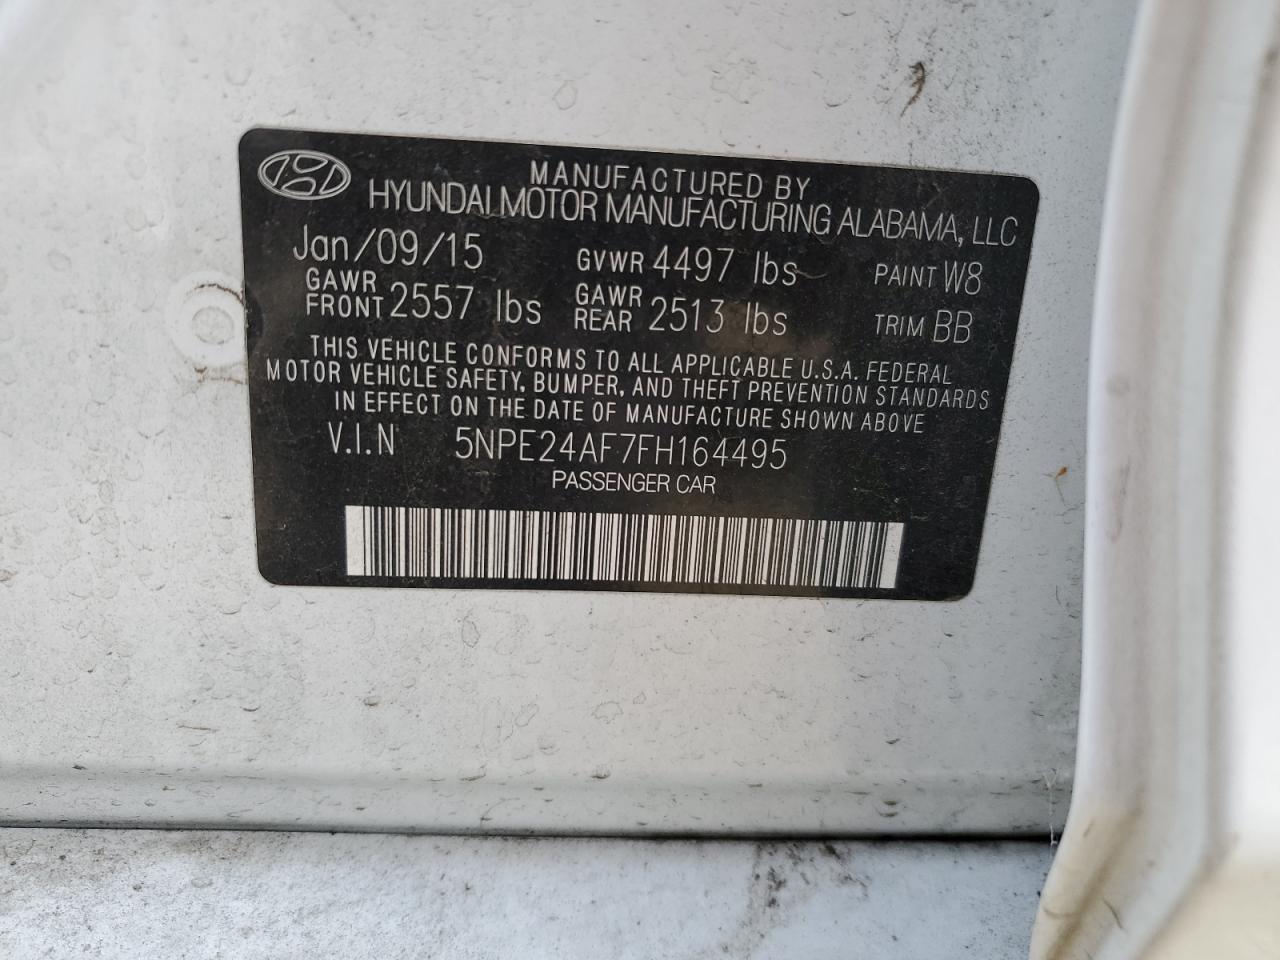 MANUFACTURED BY
HYUNDAI MOTOR MANUFACTURING ALABAMA, LLC
Jan/09/15 GVWR 4497 lbs PAINT W8
GAWR FRONT 2557 lbs GAWR REAR 2513 lbs TRIM BB
THIS VEHICLE CONFORMS TO ALL APPLICABLE U.S.A. FEDERAL
MOTOR VEHICLE SAFETY, BUMPER, AND THEFT PREVENTION STANDARDS
IN EFFECT ON THE DATE OF MANUFACTURE SHOWN ABOVE
V.I.N 5NPE24AF7FH164495
PASSENGER CAR